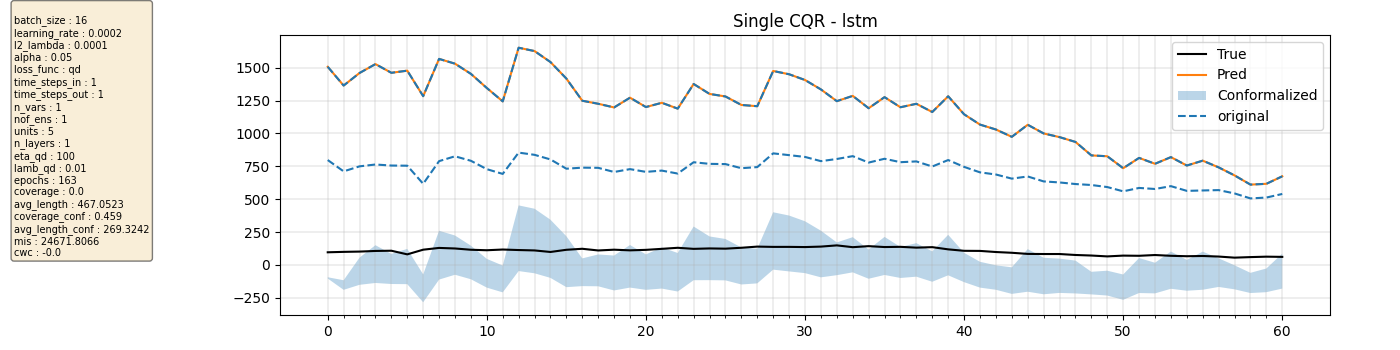 batch_size : 16
learning_rate : 0.0002
l2_lambda : 0.0001
alpha : 0.05
loss_func : qd
time_steps_in : 1
time_steps_out : 1
n_vars : 1
nof_ens : 1
units : 5
n_layers : 1
eta_qd : 100
lamb_qd : 0.01
epochs : 163
coverage : 0.0
avg_length : 467.0523
coverage_conf : 0.459
avg_length_conf : 269.3242
mis : 24671.8066
cwc : -0.0
Single CQR - lstm
1500
1250
1000
750
500
250
0
−250
True
Pred
Conformalized
original
0 10 20 30 40 50 60